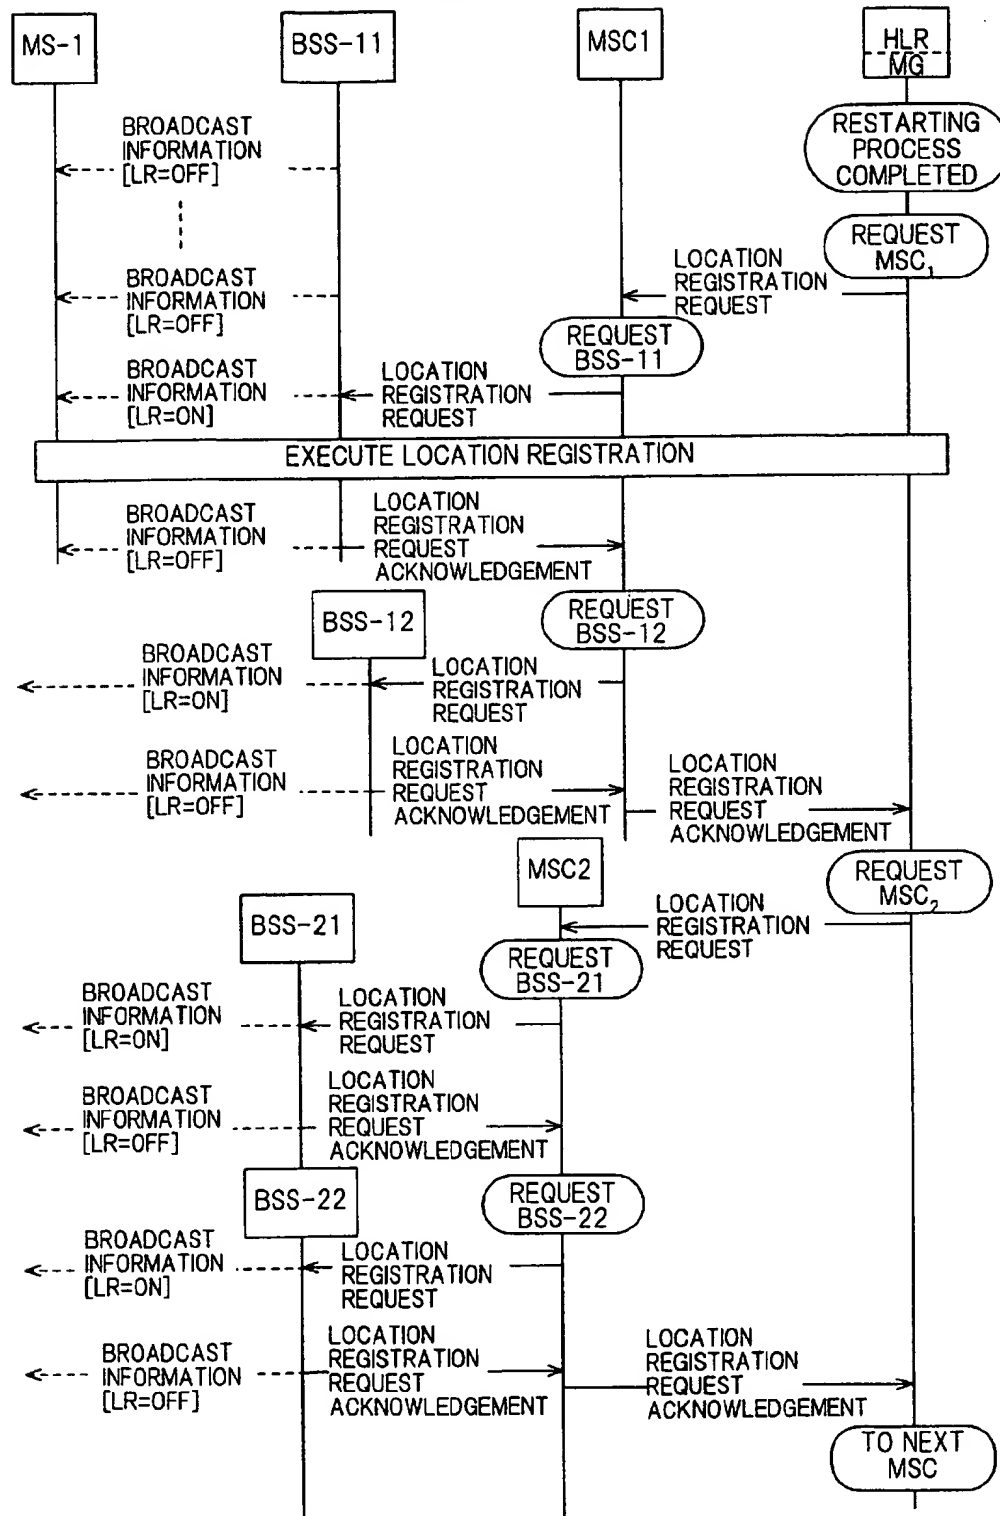 MS-1
BSS-11
MSC1
HLR
MG
RESTARTING
PROCESS
COMPLETED
BROADCAST
INFORMATION
[LR=OFF]
REQUEST
MSC1
LOCATION
REGISTRATION
REQUEST
BROADCAST
INFORMATION
[LR=OFF]
REQUEST
BSS-11
BROADCAST
INFORMATION
[LR=ON]
LOCATION
REGISTRATION
REQUEST
EXECUTE LOCATION REGISTRATION
BROADCAST
INFORMATION
[LR=OFF]
LOCATION
REGISTRATION
REQUEST
ACKNOWLEDGEMENT
BSS-12
REQUEST
BSS-12
BROADCAST
INFORMATION
[LR=ON]
LOCATION
REGISTRATION
REQUEST
BROADCAST
INFORMATION
[LR=OFF]
LOCATION
REGISTRATION
REQUEST
ACKNOWLEDGEMENT
LOCATION
REGISTRATION
REQUEST
ACKNOWLEDGEMENT
MSC2
REQUEST
MSC2
BSS-21
LOCATION
REGISTRATION
REQUEST
REQUEST
BSS-21
BROADCAST
INFORMATION
[LR=ON]
LOCATION
REGISTRATION
REQUEST
BROADCAST
INFORMATION
[LR=OFF]
LOCATION
REGISTRATION
REQUEST
ACKNOWLEDGEMENT
BSS-22
REQUEST
BSS-22
BROADCAST
INFORMATION
[LR=ON]
LOCATION
REGISTRATION
REQUEST
BROADCAST
INFORMATION
[LR=OFF]
LOCATION
REGISTRATION
REQUEST
ACKNOWLEDGEMENT
LOCATION
REGISTRATION
REQUEST
ACKNOWLEDGEMENT
TO NEXT
MSC